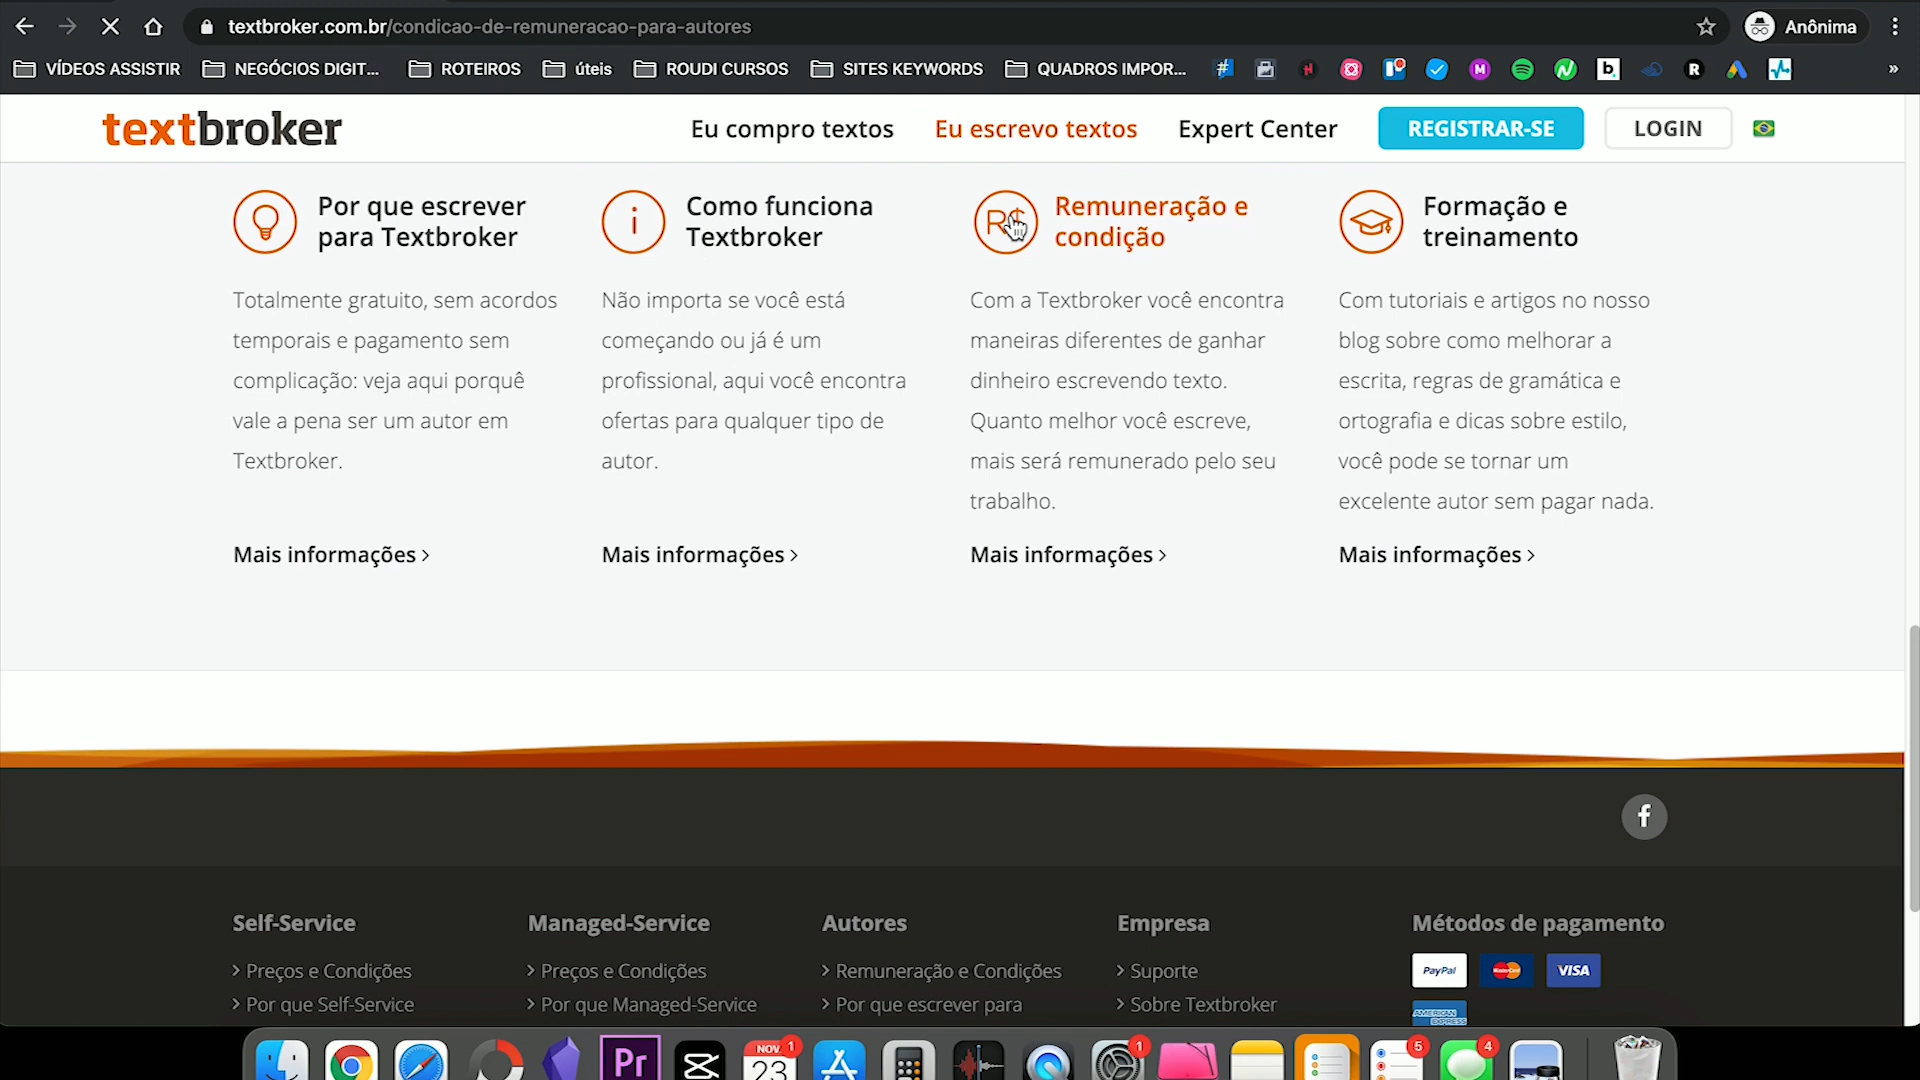 textbroker.com.br/condicao-de-remuneracao-para-autores
Anônima
VÍDEOS ASSISTIR
NEGÓCIOS DIGIT...
ROTEIROS
úteis
ROUDI CURSOS
SITES KEYWORDS
QUADROS IMPOR...
»
textbroker
Eu compro textos
Eu escrevo textos
Expert Center
REGISTRAR-SE
LOGIN
Por que escrever
para Textbroker
Totalmente gratuito, sem acordos
temporais e pagamento sem
complicação: veja aqui porquê
vale a pena ser um autor em
Textbroker.
Mais informações >
Como funciona
Textbroker
Não importa se você está
começando ou já é um
profissional, aqui você encontra
ofertas para qualquer tipo de
autor.
Mais informações >
R$
Remuneração e
condição
Com a Textbroker você encontra
maneiras diferentes de ganhar
dinheiro escrevendo texto.
Quanto melhor você escreve,
mais será remunerado pelo seu
trabalho.
Mais informações >
Formação e
treinamento
Com tutoriais e artigos no nosso
blog sobre como melhorar a
escrita, regras de gramática e
ortografia e dicas sobre estilo,
você pode se tornar um
excelente autor sem pagar nada.
Mais informações >
Self-Service
> Preços e Condições
> Por que Self-Service
Managed-Service
> Preços e Condições
> Por que Managed-Service
Autores
> Remuneração e Condições
> Por que escrever para
Empresa
> Suporte
> Sobre Textbroker
Métodos de pagamento
PayPal
MasterCard
VISA
AMERICAN EXPRESS
Pr
NOV.
23
1
1
5
4